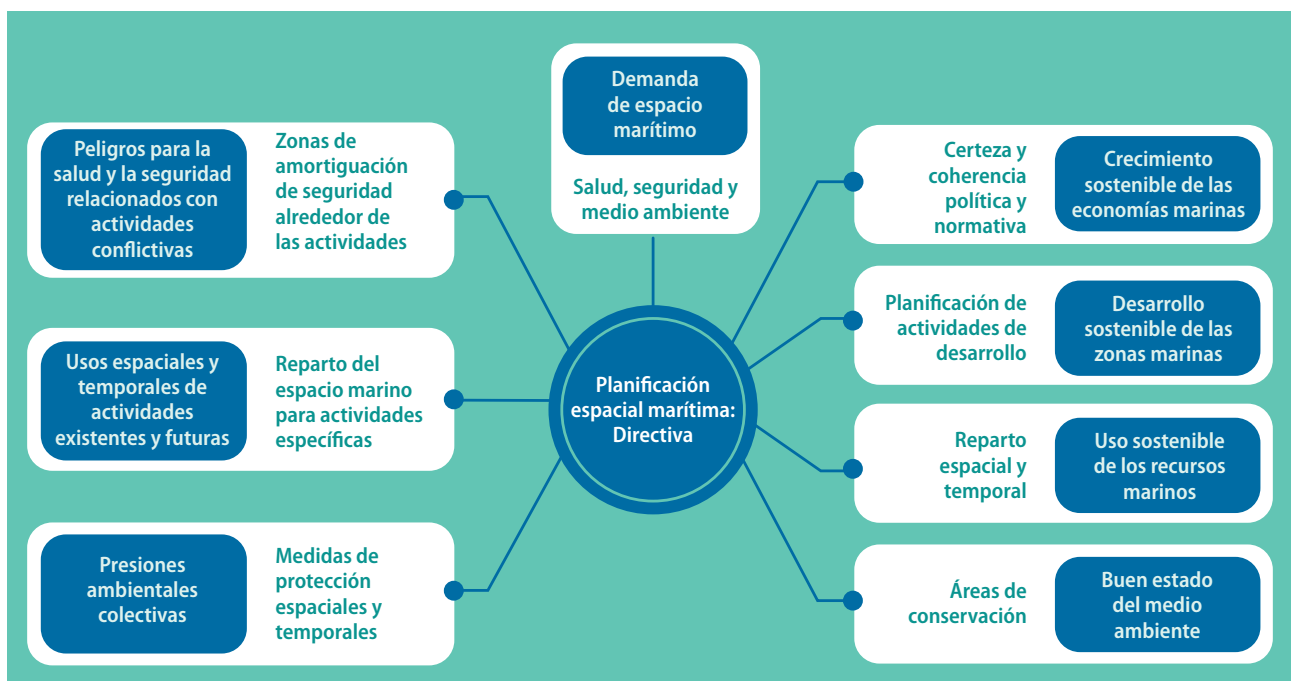 Demanda
de espacio
marítimo
Salud, seguridad y
medio ambiente
Peligros para la
salud y la seguridad
relacionados con
actividades
conflictivas
Zonas de
amortiguación
de seguridad
alrededor de
las actividades
Usos espaciales y
temporales de
actividades
existentes y futuras
Reparto del
espacio marino
para actividades
específicas
Presiones
ambientales
colectivas
Medidas de
protección
espaciales y
temporales
Planificación
espacial marítima:
Directiva
Certeza y
coherencia
política y
normativa
Crecimiento
sostenible de las
economías marinas
Planificación de
actividades de
desarrollo
Desarrollo
sostenible de las
zonas marinas
Reparto
espacial y
temporal
Uso sostenible
de los recursos
marinos
Áreas de
conservación
Buen estado
del medio
ambiente